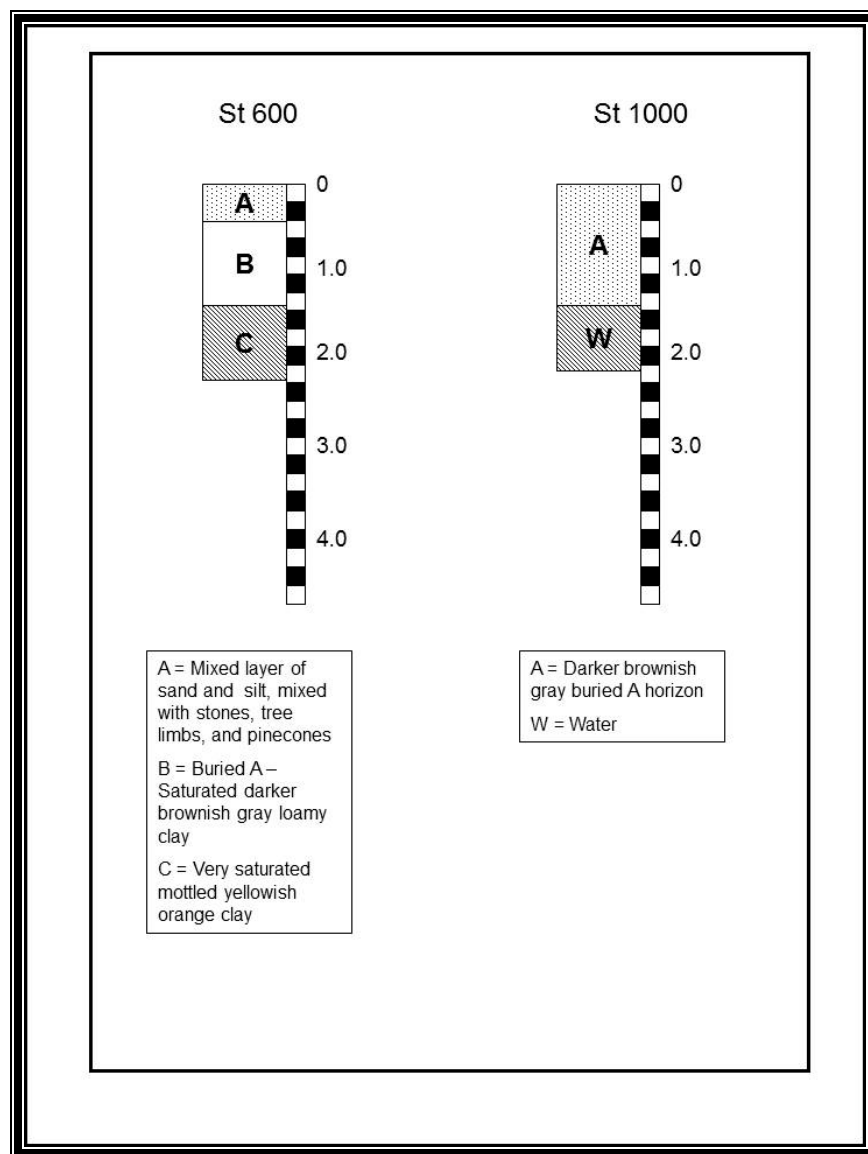 St 600
0
A
B
1.0
C
2.0
3.0
4.0
A = Mixed layer of
sand and silt, mixed
with stones, tree
limbs, and pinecones
B = Buried A –
Saturated darker
brownish gray loamy
clay
C = Very saturated
mottled yellowish
orange clay
St 1000
0
A
1.0
W
2.0
3.0
4.0
A = Darker brownish
gray buried A horizon
W = Water